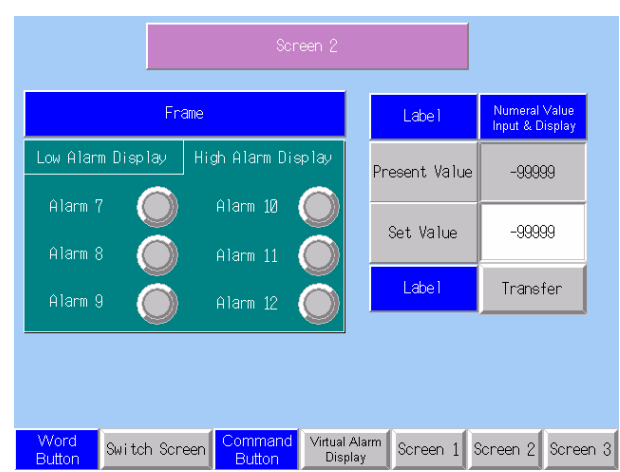 Screen 2
Frame
Low Alarm Display High Alarm Display
Alarm 7 Alarm 10
Alarm 8 Alarm 11
Alarm 9 Alarm 12
Label Numeral Value
Input & Display
Present Value -99999
Set Value -99999
Label Transfer
Word
Button
Switch Screen
Command
Button
Virtual Alarm
Display
Screen 1
Screen 2
Screen 3